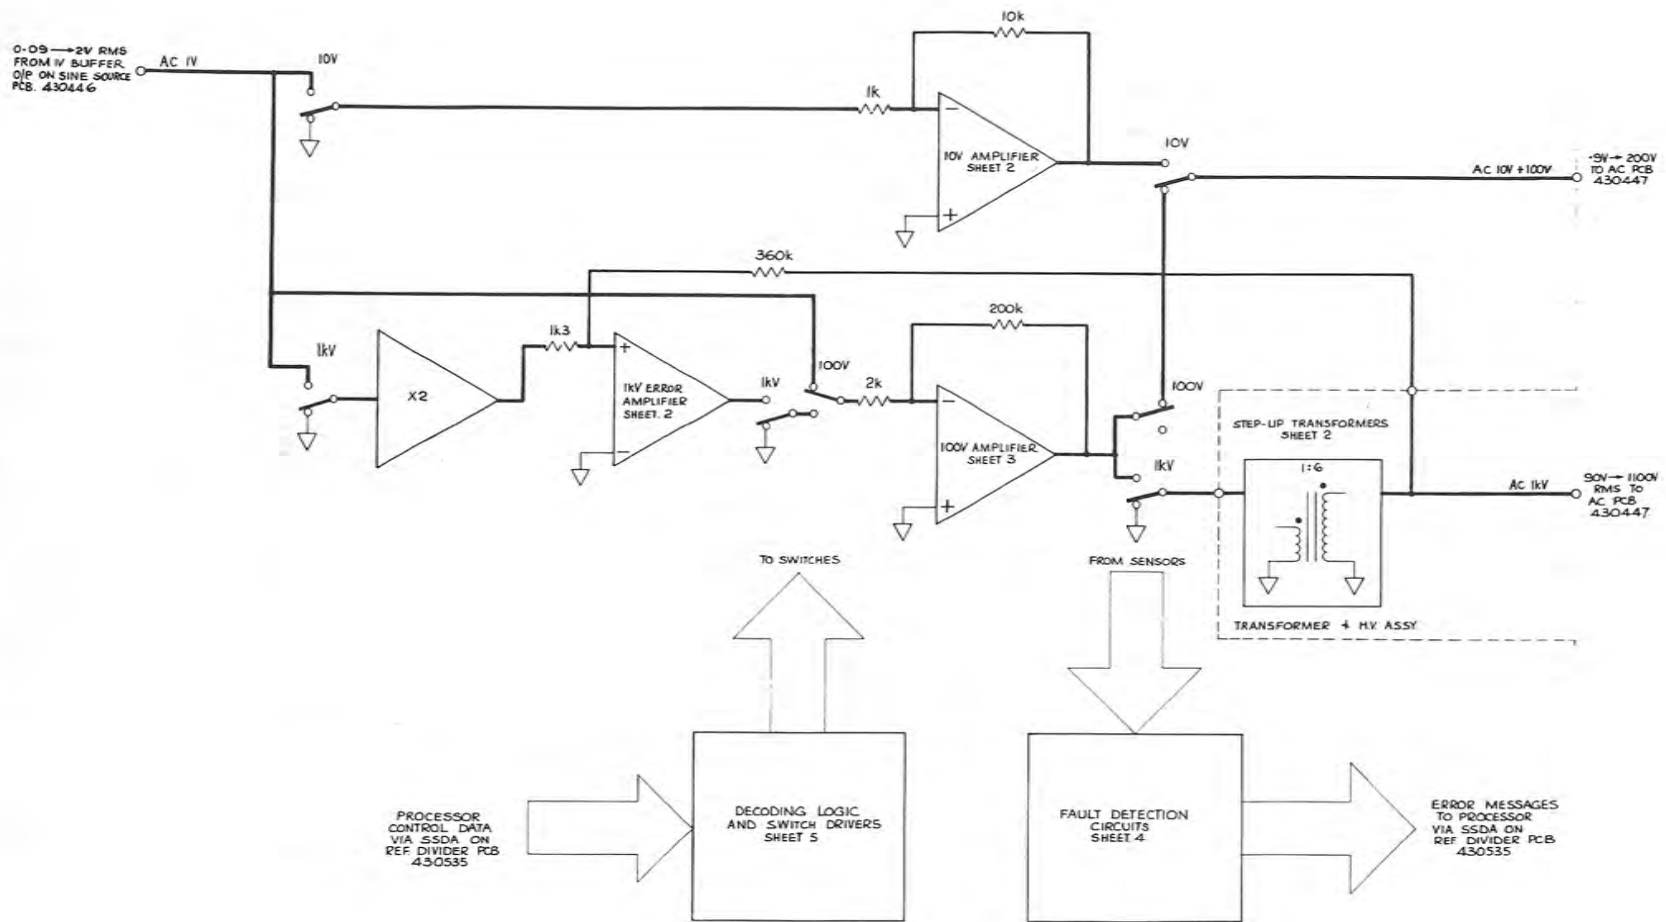 0·09→2V RMS
FROM 1V BUFFER
O/P ON SINE SOURCE
PCB. 430446
AC 1V
10V
10k
1k
10V AMPLIFIER
SHEET 2
10V
AC 10V +100V
·9V→200V
TO AC PCB
430447
360k
1kV
X2
1k3
1kV ERROR
AMPLIFIER
SHEET. 2
1kV
100V
2k
200k
100V AMPLIFIER
SHEET 3
100V
1kV
STEP-UP TRANSFORMERS
SHEET 2
1:6
AC 1kV
90V→1100V
RMS TO
AC PCB
430447
TRANSFORMER & H.V. ASSY
TO SWITCHES
FROM SENSORS
PROCESSOR
CONTROL DATA
VIA SSDA ON
REF DIVIDER PCB
430535
DECODING LOGIC
AND SWITCH DRIVERS
SHEET 5
FAULT DETECTION
CIRCUITS
SHEET 4
ERROR MESSAGES
TO PROCESSOR
VIA SSDA ON
REF DIVIDER PCB
430535